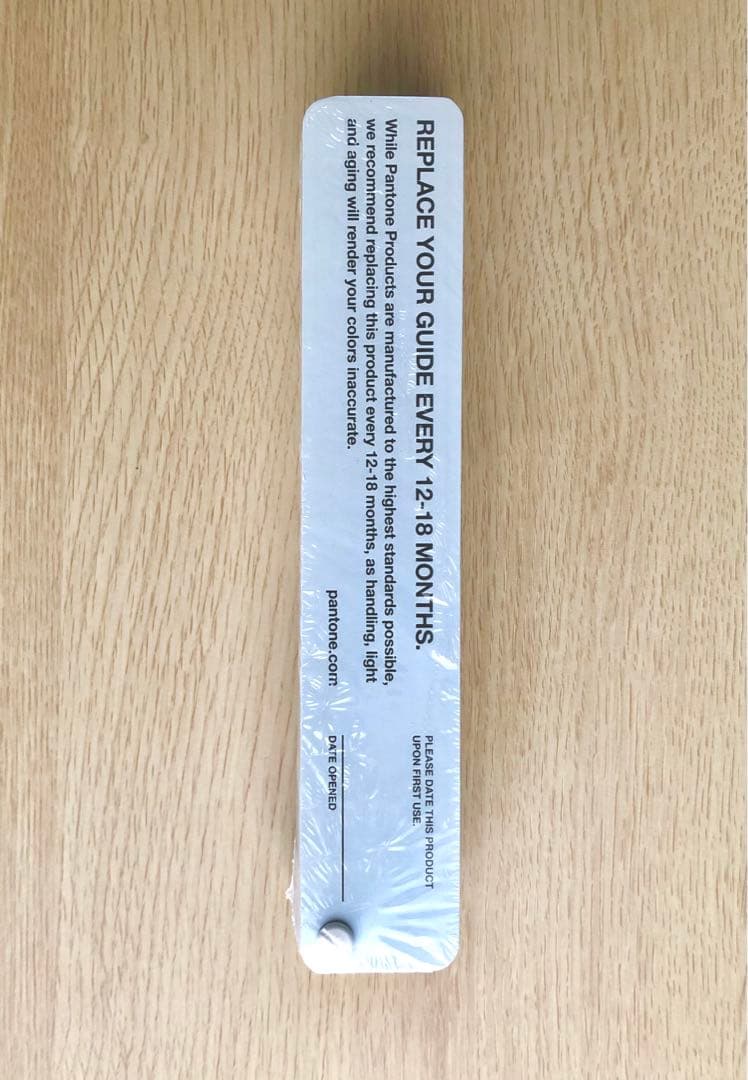 REPLACE YOUR GUIDE EVERY 12-18 MONTHS.
While Pantone Products are manufactured to the highest standards possible,
we recommend replacing this product every 12-18 months, as handling, light
and aging will render your colors inaccurate.
pantone.com
PLEASE DATE THIS PRODUCT
UPON FIRST USE.
DATE OPENED